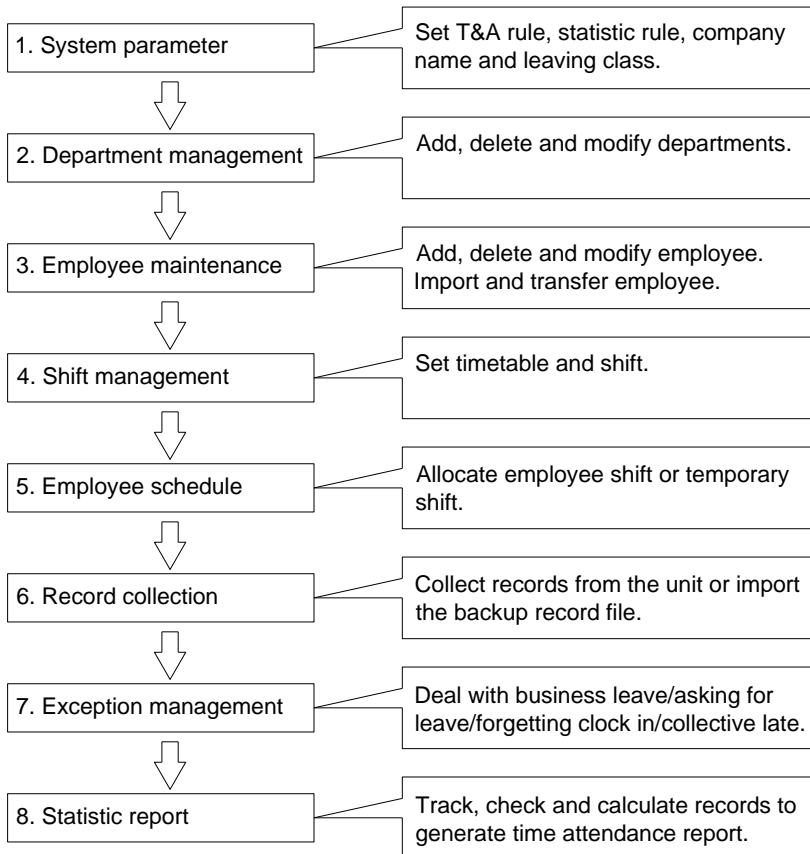 1. System parameter
Set T&A rule, statistic rule, company
name and leaving class.
2. Department management
Add, delete and modify departments.
3. Employee maintenance
Add, delete and modify employee.
Import and transfer employee.
4. Shift management
Set timetable and shift.
5. Employee schedule
Allocate employee shift or temporary
shift.
6. Record collection
Collect records from the unit or import
the backup record file.
7. Exception management
Deal with business leave/asking for
leave/forgetting clock in/collective late.
8. Statistic report
Track, check and calculate records to
generate time attendance report.